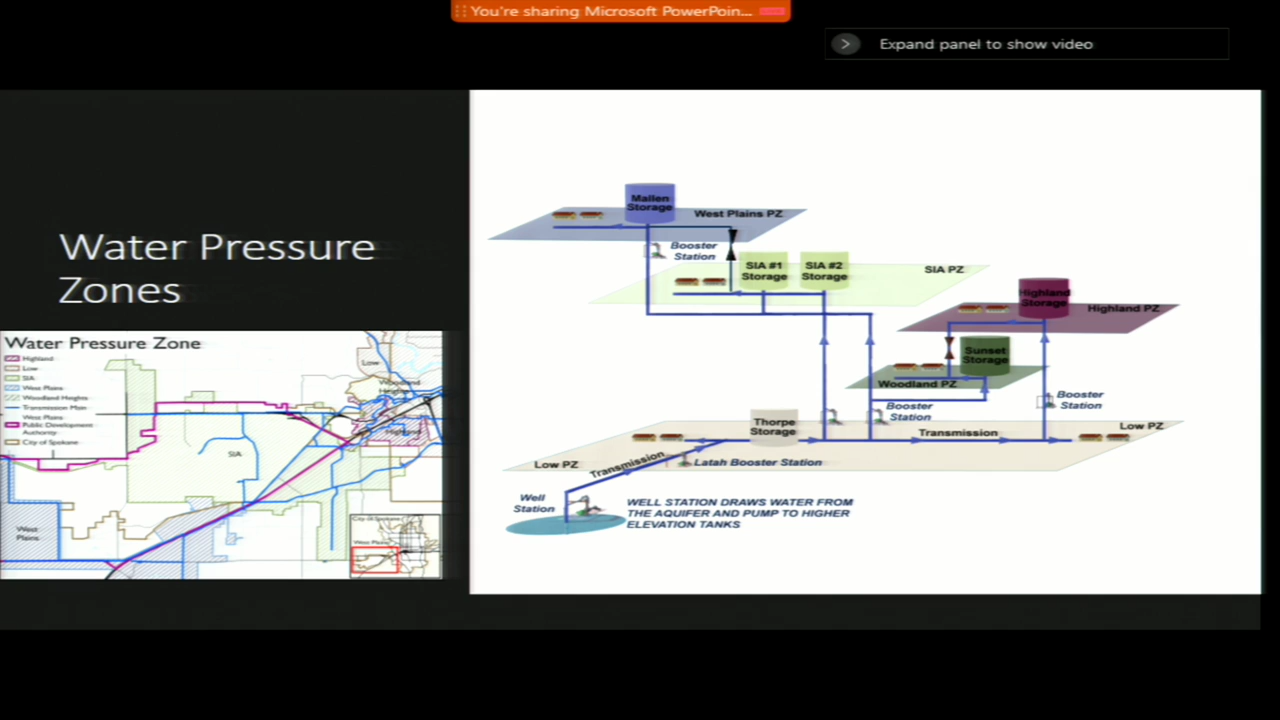 You're sharing Microsoft PowerPoin...
Expand panel to show video
Water Pressure
Zones
Water Pressure Zone
Highland
Low
SIA
West Plains
Woodland Heights
Transmission Main
West Plains
Public Development
Authority
City of Spokane
Low
Woodland
Heights
Highland
SIA
West
Plains
City of Spokane
West Plains
Mallen
Storage
West Plains PZ
Booster
Station
SIA #1
Storage
SIA #2
Storage
SIA PZ
Highland
Storage
Highland PZ
Sunset
Storage
Woodland PZ
Booster
Station
Booster
Station
Thorpe
Storage
Transmission
Low PZ
Low PZ
Transmission
Latah Booster Station
Well
Station
WELL STATION DRAWS WATER FROM
THE AQUIFER AND PUMP TO HIGHER
ELEVATION TANKS